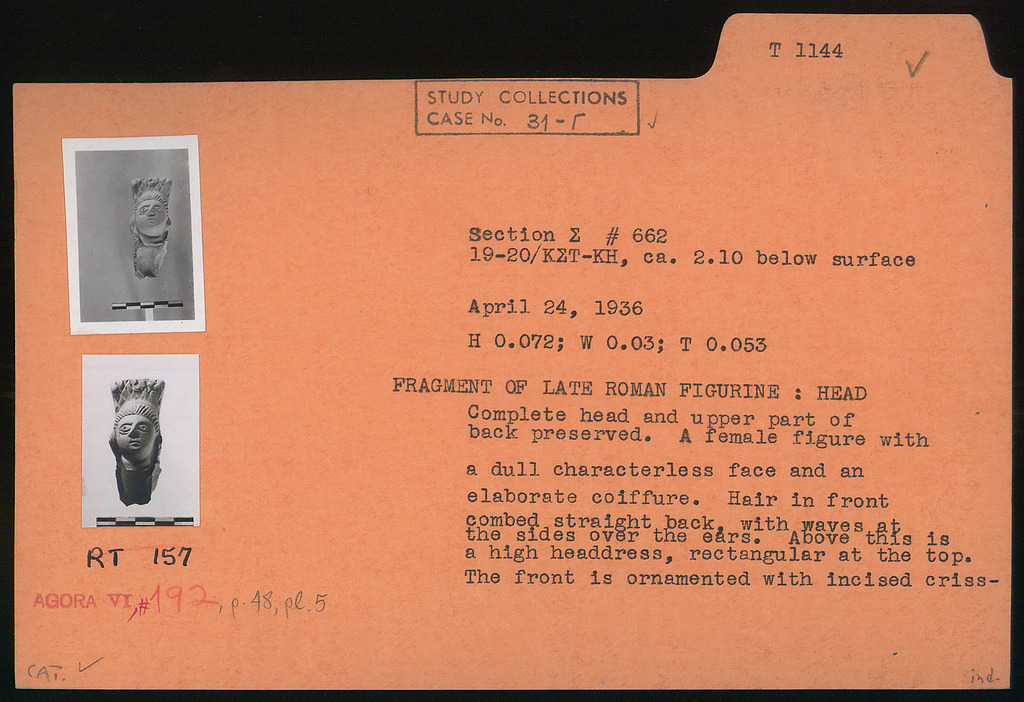 T 1144
✓
STUDY COLLECTIONS
CASE No. 31-Γ
✓
Section Σ # 662
19-20/ΚΣΤ-ΚΗ, ca. 2.10 below surface
April 24, 1936
H 0.072; W 0.03; T 0.053
FRAGMENT OF LATE ROMAN FIGURINE : HEAD
Complete head and upper part of
back preserved. A female figure with
a dull characterless face and an
elaborate coiffure. Hair in front
combed straight back, with waves at
the sides over the ears. Above this is
a high headdress, rectangular at the top.
The front is ornamented with incised criss-
RT 157
AGORA VI, #192, p. 48, pl. 5
CAT. ✓
ind-